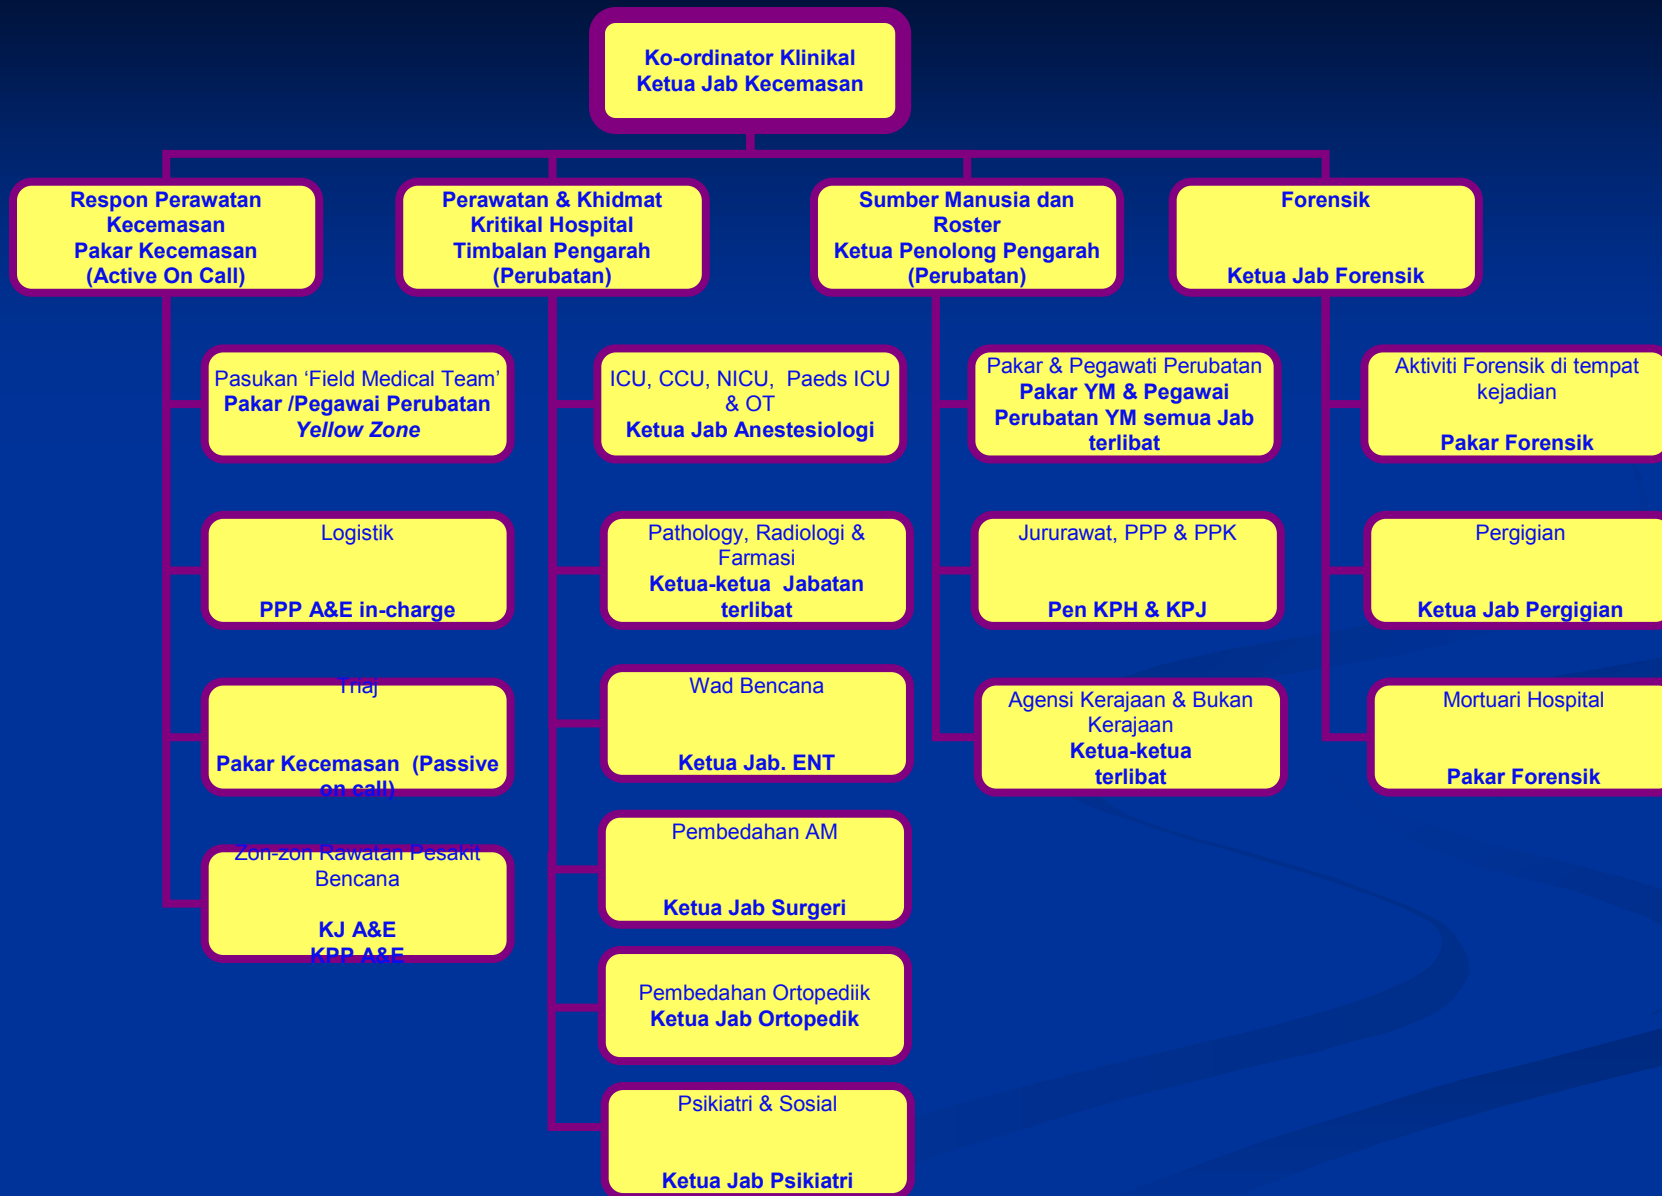 Ko-ordinator Klinikal
Ketua Jab Kecemasan
Respon Perawatan
Kecemasan
Pakar Kecemasan
(Active On Call)
Perawatan & Khidmat
Kritikal Hospital
Timbalan Pengarah
(Perubatan)
Sumber Manusia dan
Roster
Ketua Penolong Pengarah
(Perubatan)
Forensik
Ketua Jab Forensik
Pasukan ‘Field Medical Team’
Pakar /Pegawai Perubatan
Yellow Zone
Logistik
PPP A&E in-charge
Triaj
Pakar Kecemasan (Passive
on call)
Zon-zon Rawatan Pesakit
Bencana
KJ A&E
KPP A&E
ICU, CCU, NICU, Paeds ICU
& OT
Ketua Jab Anestesiologi
Pathology, Radiologi &
Farmasi
Ketua-ketua Jabatan
terlibat
Wad Bencana
Ketua Jab. ENT
Pembedahan AM
Ketua Jab Surgeri
Pembedahan Ortopediik
Ketua Jab Ortopedik
Psikiatri & Sosial
Ketua Jab Psikiatri
Pakar & Pegawati Perubatan
Pakar YM & Pegawai
Perubatan YM semua Jab
terlibat
Jururawat, PPP & PPK
Pen KPH & KPJ
Agensi Kerajaan & Bukan
Kerajaan
Ketua-ketua
terlibat
Aktiviti Forensik di tempat
kejadian
Pakar Forensik
Pergigian
Ketua Jab Pergigian
Mortuari Hospital
Pakar Forensik